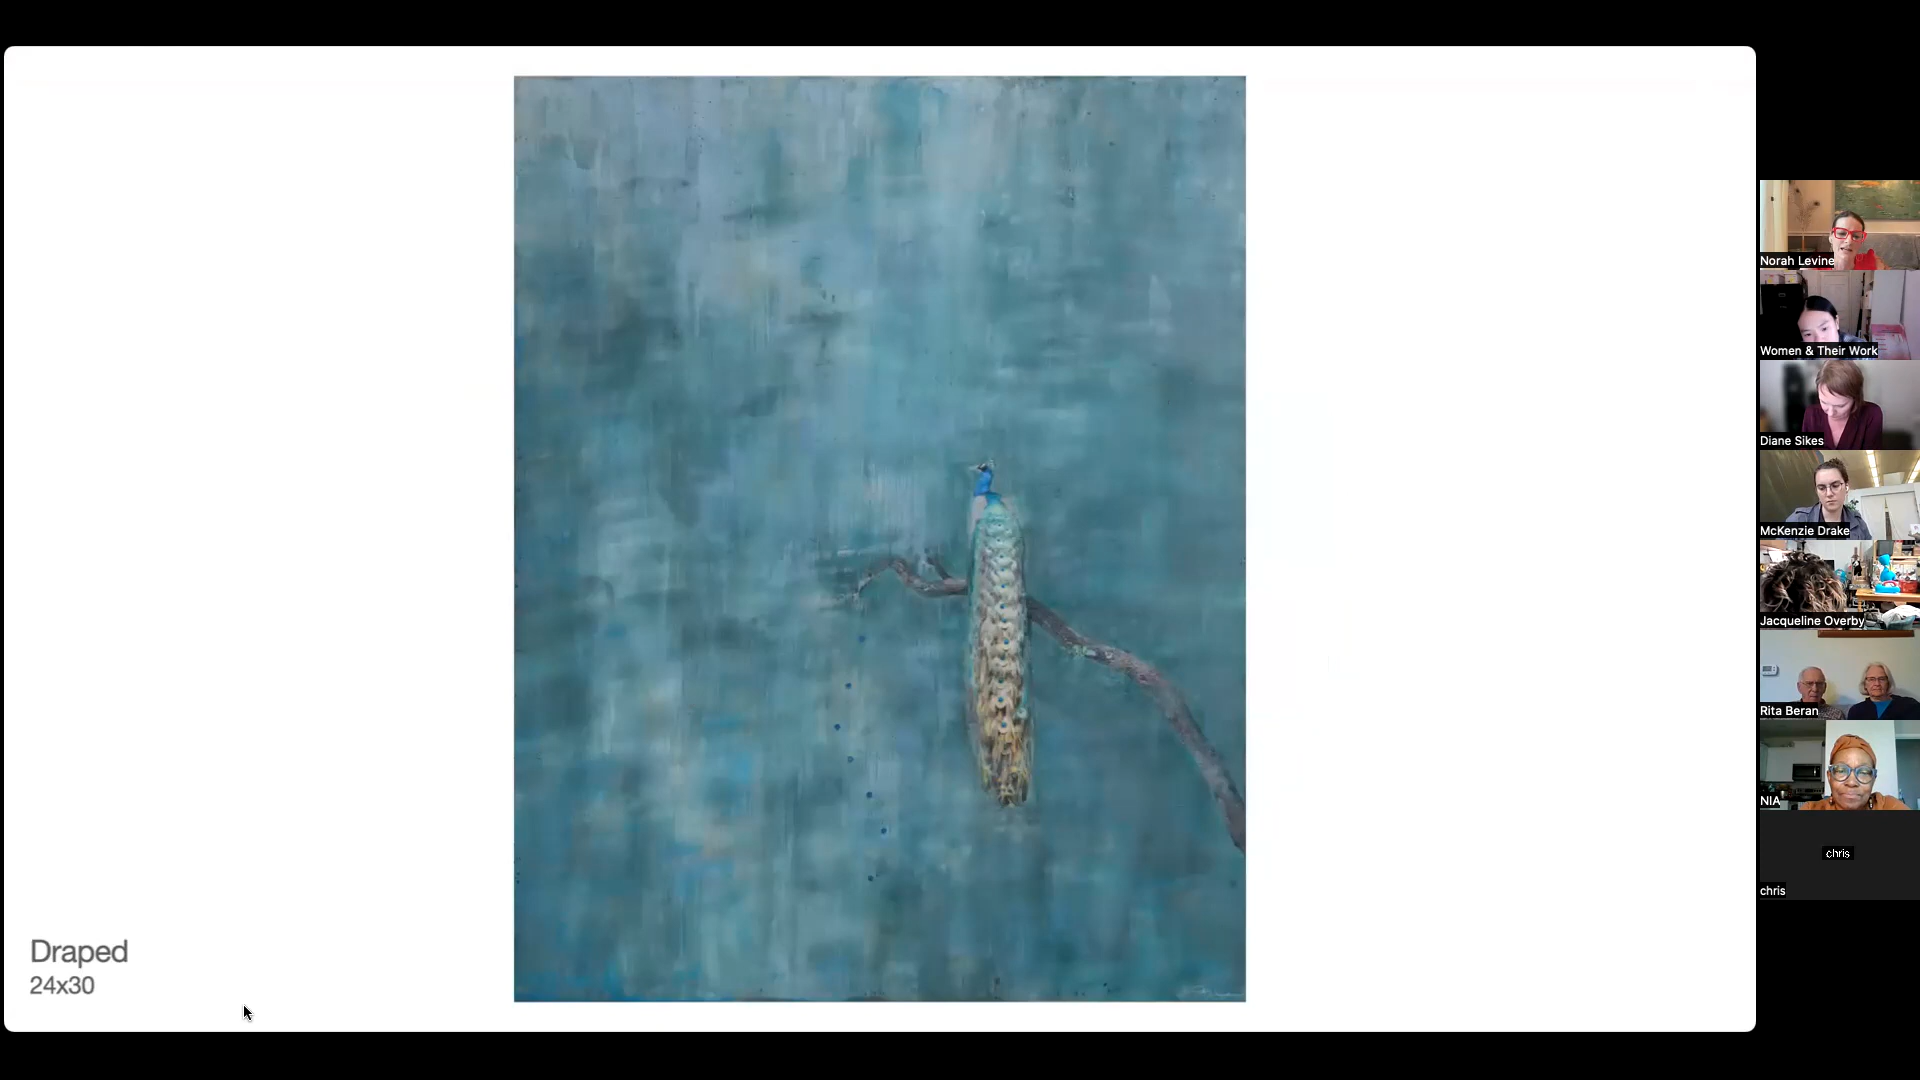 Draped
24x30
Norah Levine
Women & Their Work
Diane Sikes
McKenzie Drake
Jacqueline Overby
Rita Beran
NIA
chris
chris